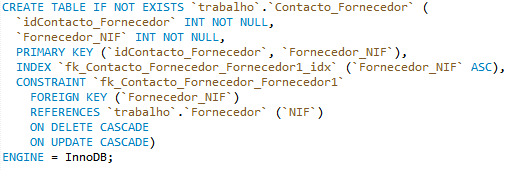 CREATE TABLE IF NOT EXISTS `trabalho`.`Contacto_Fornecedor` (
  `idContacto_Fornecedor` INT NOT NULL,
  `Fornecedor_NIF` INT NOT NULL,
  PRIMARY KEY (`idContacto_Fornecedor`, `Fornecedor_NIF`),
  INDEX `fk_Contacto_Fornecedor_Fornecedor1_idx` (`Fornecedor_NIF` ASC),
  CONSTRAINT `fk_Contacto_Fornecedor_Fornecedor1`
    FOREIGN KEY (`Fornecedor_NIF`)
    REFERENCES `trabalho`.`Fornecedor` (`NIF`)
    ON DELETE CASCADE
    ON UPDATE CASCADE)
ENGINE = InnoDB;